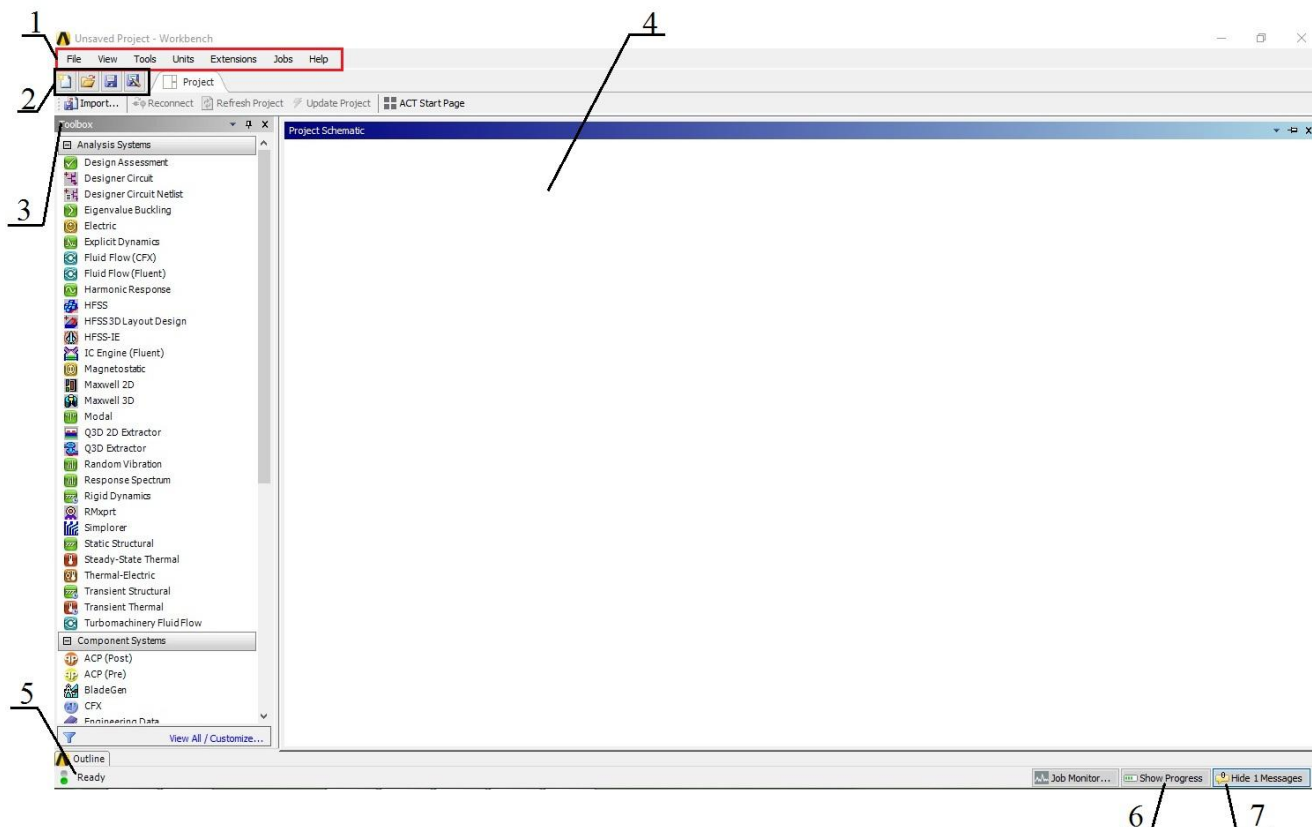 1
4
Unsaved Project - Workbench
File View Tools Units Extensions Jobs Help
2
Project
Import... Reconnect Refresh Project Update Project ACT Start Page
Toolbox
Project Schematic
Analysis Systems
Design Assessment
Designer Circuit
Designer Circuit Netlist
3
Eigenvalue Buckling
Electric
Explicit Dynamics
Fluid Flow (CFX)
Fluid Flow (Fluent)
Harmonic Response
HFSS
HFSS 3D Layout Design
HFSS-IE
IC Engine (Fluent)
Magnetostatic
Maxwell 2D
Maxwell 3D
Modal
Q3D 2D Extractor
Q3D Extractor
Random Vibration
Response Spectrum
Rigid Dynamics
RMxprt
Simplorer
Static Structural
Steady-State Thermal
Thermal-Electric
Transient Structural
Transient Thermal
Turbomachinery Fluid Flow
Component Systems
ACP (Post)
ACP (Pre)
BladeGen
5
CFX
Engineering Data
View All / Customize...
Outline
Ready
Job Monitor... Show Progress Hide 1 Messages
6 7